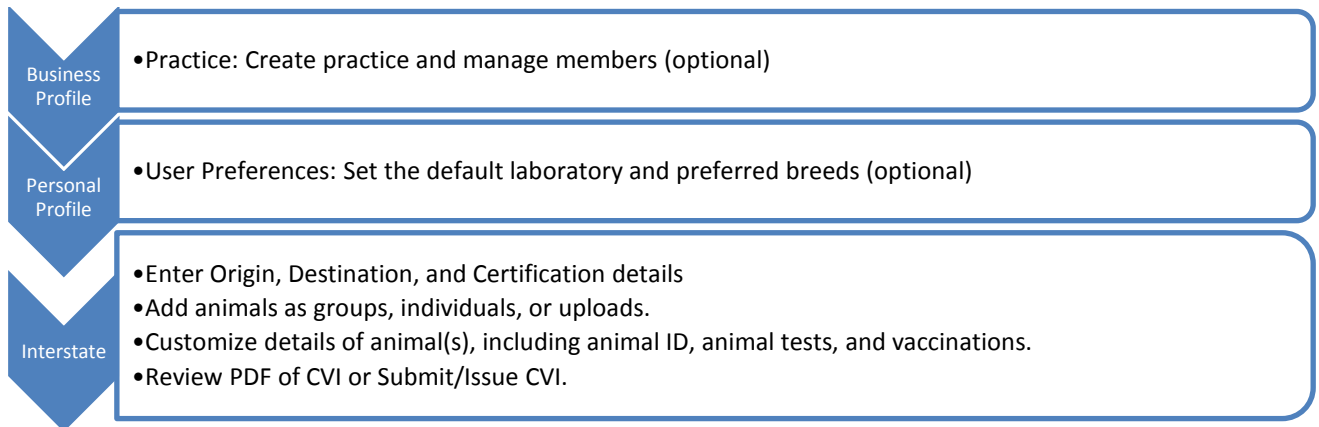 Business
Profile
•Practice: Create practice and manage members (optional)
Personal
Profile
•User Preferences: Set the default laboratory and preferred breeds (optional)
Interstate
•Enter Origin, Destination, and Certification details
•Add animals as groups, individuals, or uploads.
•Customize details of animal(s), including animal ID, animal tests, and vaccinations.
•Review PDF of CVI or Submit/Issue CVI.